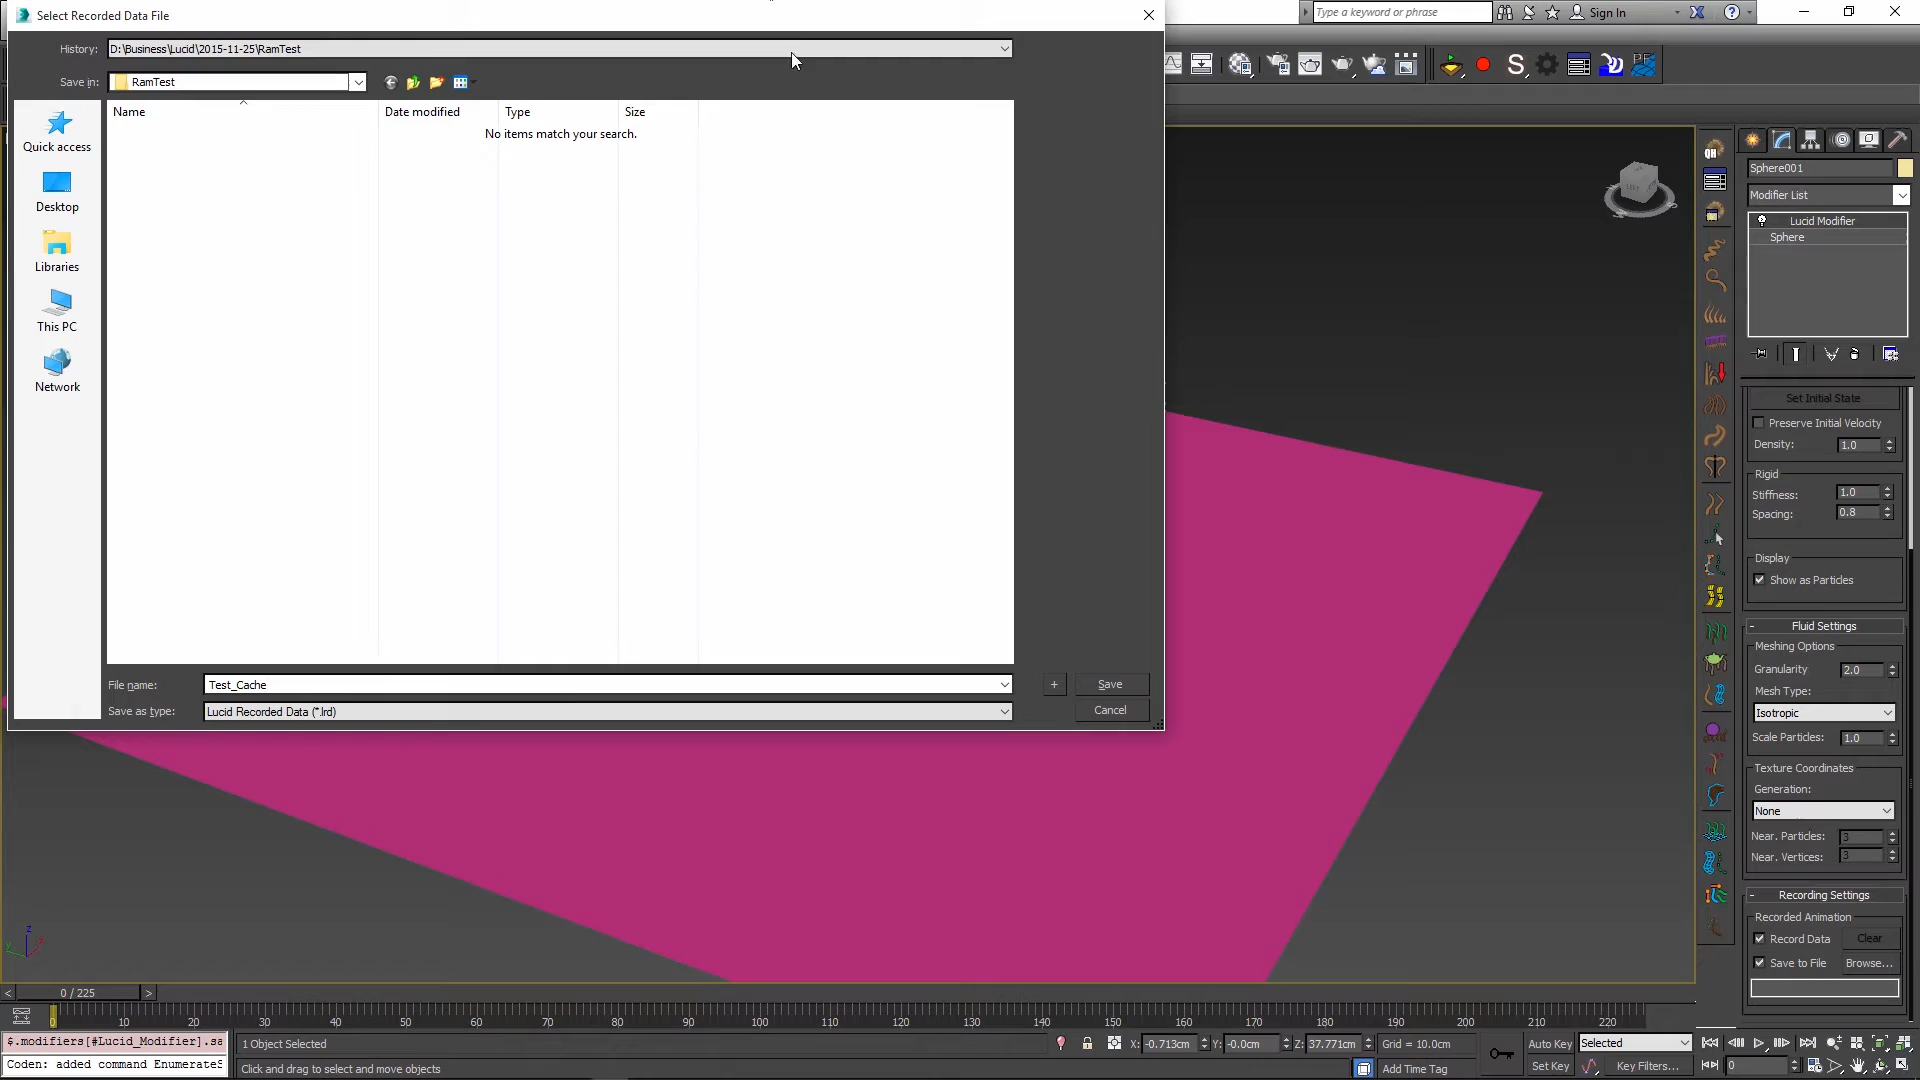 Select Recorded Data File
Type a keyword or phrase
Sign In
History: D:\Business\Lucid\2015-11-25\RamTest
Save in: RamTest
Name Date modified Type Size
No items match your search.
Quick access
Desktop
Libraries
This PC
Network
File name: Test_Cache
Save
Save as type: Lucid Recorded Data (*.lrd)
Cancel
Sphere001
Modifier List
Lucid Modifier
Sphere
Set Initial State
Preserve Initial Velocity
Density: 1.0
Rigid
Stiffness: 1.0
Spacing: 0.8
Display
Show as Particles
- Fluid Settings
Meshing Options
Granularity: 2.0
Mesh Type:
Isotropic
Scale Particles: 1.0
Texture Coordinates
Generation:
None
Near. Particles: 3
Near. Vertices: 3
- Recording Settings
Recorded Animation
Record Data Clear
Save to File Browse...
< 0 / 225 >
0 10 20 30 40 50 60 70 80 90 100 110 120 130 140 150 160 170 180 190 200 210 220
$.modifiers[#Lucid_Modifier].sa
1 Object Selected
X: -0.713cm Y: -0.0cm Z: 37.771cm Grid = 10.0cm
Auto Key Selected
Coden: added command EnumerateS
Click and drag to select and move objects
Add Time Tag
Set Key Key Filters...
0